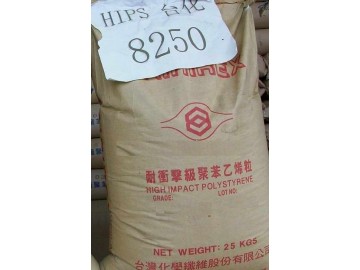 HIPS 台化
8250
耐衝擊級聚苯乙烯粒
HIGH IMPACT POLYSTYRENE
GRADE: LOT NO:
NET WEIGHT: 25 KGS
台灣化學纖維股份有限公司